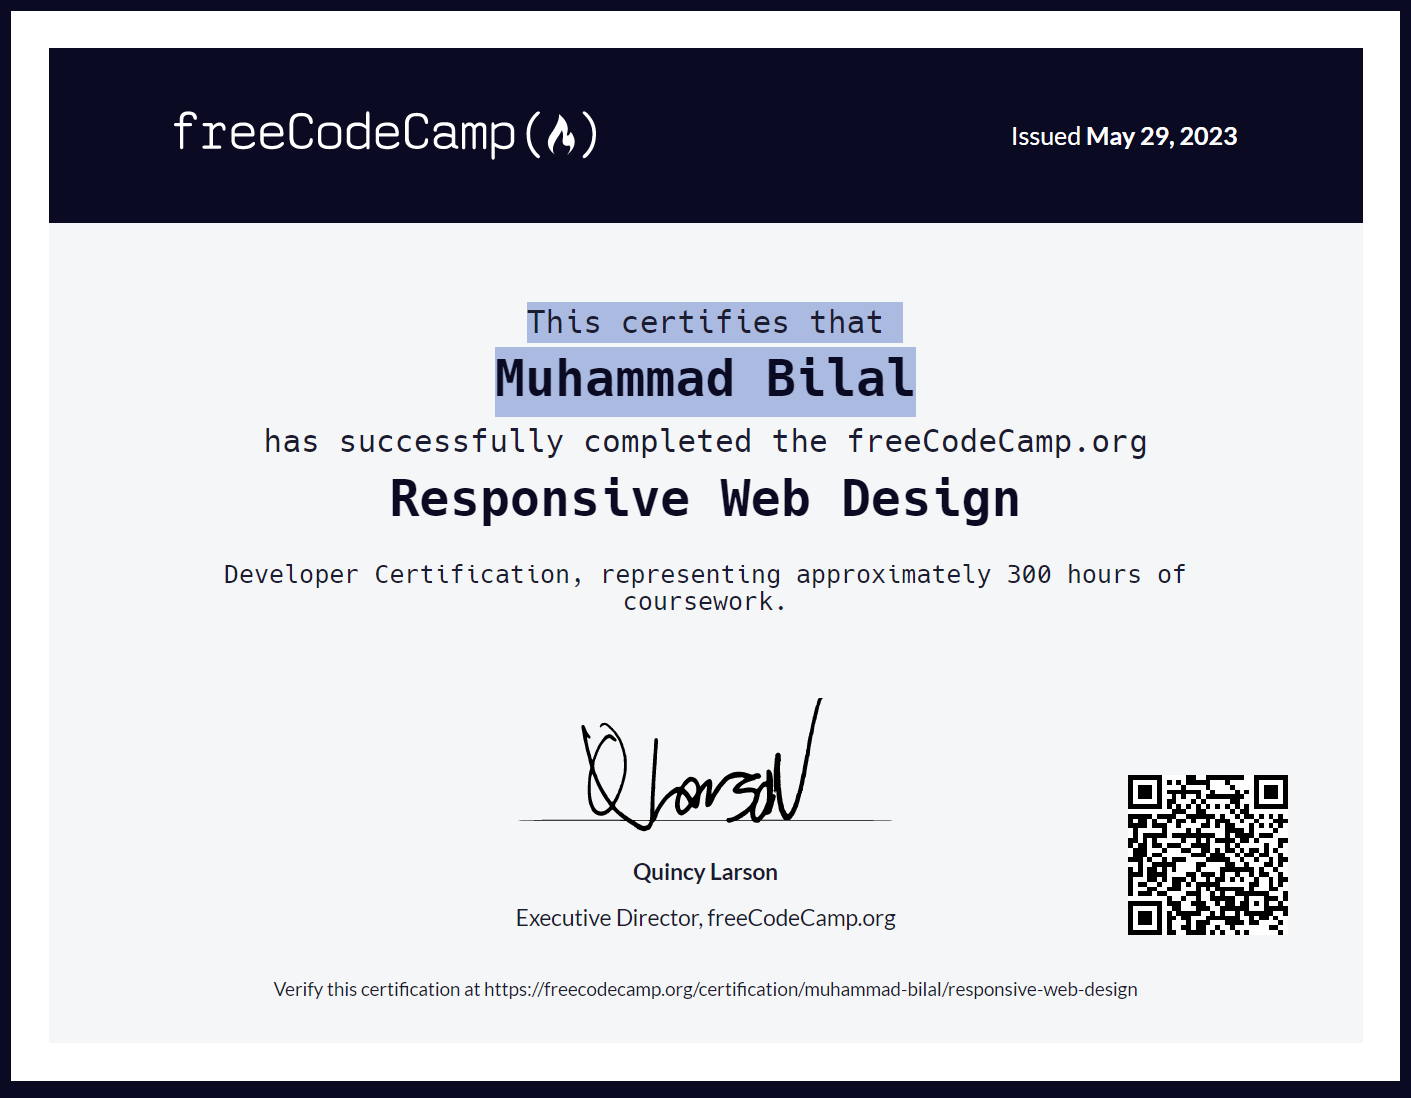 freeCodeCamp
Issued May 29, 2023
This certifies that
Muhammad Bilal
has successfully completed the freeCodeCamp.org
Responsive Web Design
Developer Certification, representing approximately 300 hours of
coursework.
Q Larson
Quincy Larson
Executive Director, freeCodeCamp.org
Verify this certification at https://freecodecamp.org/certification/muhammad-bilal/responsive-web-design